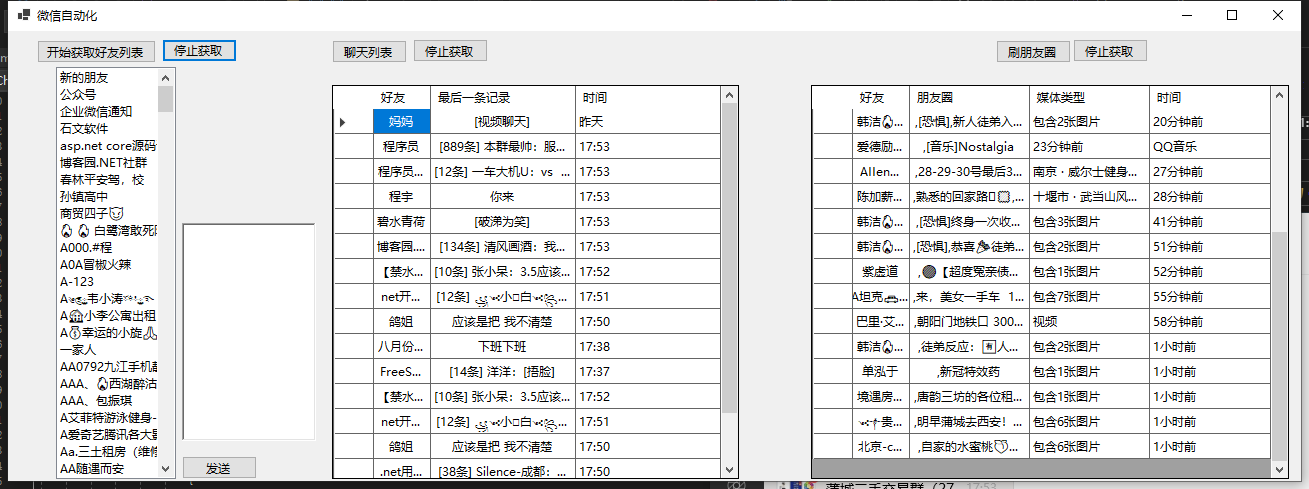 微信自动化
开始获取好友列表 停止获取 聊天列表 停止获取 刷朋友圈 停止获取
新的朋友
公众号
企业微信通知
石文软件
asp.net core源码
博客园.NET社群
春林平安驾，校
孙镇高中
商贸四子
白鹭湾敢死
A000.#程
A0A冒椒火辣
A-123
A 韦小涛
A 小李公寓出租
A 幸运的小旋
一家人
AA0792九江手机
AAA、 西湖醉沽
AAA、包振琪
A艾菲特游泳健身-
A爱奇艺腾讯各大
Aa.三土租房（维修
AA随遇而安
发送
好友 最后一条记录 时间
妈妈 [视频聊天] 昨天
程序员 [889条] 本群最帅：服... 17:53
程序员... [12条] 一车大机U：vs ... 17:53
程宇 你来 17:53
碧水青荷 [破涕为笑] 17:53
博客园.... [134条] 清风画酒：我... 17:53
【禁水... [10条] 张小呆：3.5应该... 17:52
.net开... [12条] 小 白 ... 17:51
鸽姐 应该是把 我不清楚 17:50
八月份... 下班下班 17:38
FreeS... [14条] 洋洋：[捂脸] 17:37
【禁水... [10条] 张小呆：3.5应该... 17:52
.net开... [12条] 小 白 ... 17:51
鸽姐 应该是把 我不清楚 17:50
.net用... [38条] Silence-成都：... 17:50
好友 朋友圈 媒体类型 时间
韩洁 ... ,[恐惧],新人徒弟入... 包含2张图片 20分钟前
爱德励... ,[音乐]Nostalgia 23分钟前 QQ音乐
Allen... ,28-29-30号最后3... 南京 · 威尔士健身... 27分钟前
陈加薪... ,熟悉的回家路 ,... 十堰市 · 武当山风... 28分钟前
韩洁 ... ,[恐惧]终身一次收... 包含3张图片 41分钟前
韩洁 ... ,[恐惧],恭喜 徒弟... 包含2张图片 51分钟前
紫虚道 , 【超度冤亲债... 包含1张图片 52分钟前
A坦克 ... ,来，美女一手车 1... 包含7张图片 55分钟前
巴里·艾... ,朝阳门地铁口 300... 视频 58分钟前
韩洁 ... ,徒弟反应：🈶人... 包含2张图片 1小时前
单泓于 ,新冠特效药 包含1张图片 1小时前
境遇房... ,唐韵三坊的各位租... 包含1张图片 1小时前
贵... ,明早蒲城去西安！... 包含6张图片 1小时前
北京-c... ,自家的水蜜桃 ... 包含6张图片 1小时前
17:53